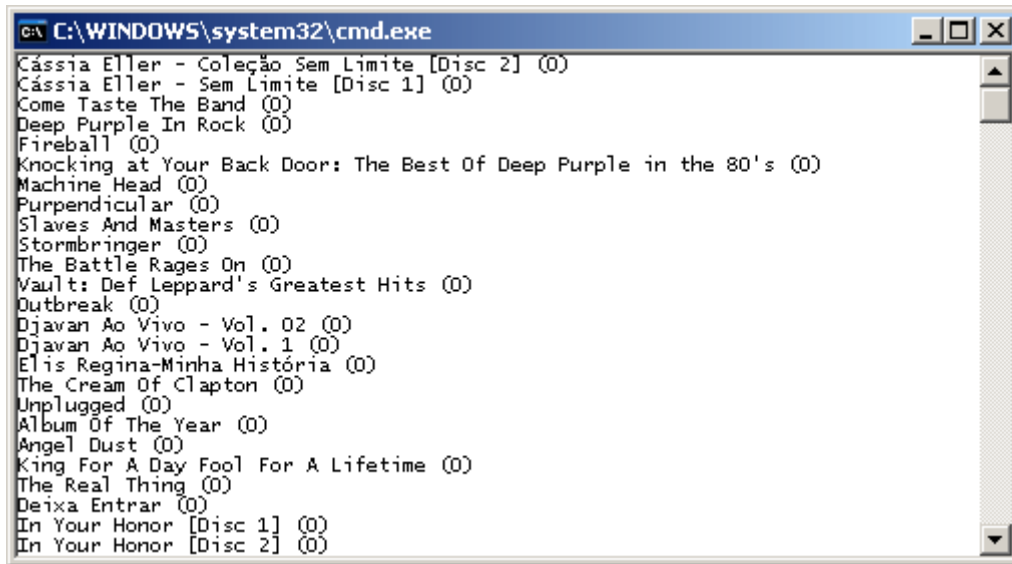 C:\WINDOWS\system32\cmd.exe
Cássia Eller - Coleção Sem Limite [Disc 2] (0)
Cássia Eller - Sem Limite [Disc 1] (0)
Come Taste The Band (0)
Deep Purple In Rock (0)
Fireball (0)
Knocking at Your Back Door: The Best Of Deep Purple in the 80's (0)
Machine Head (0)
Purpendicular (0)
Slaves And Masters (0)
Stormbringer (0)
The Battle Rages On (0)
Vault: Def Leppard's Greatest Hits (0)
Outbreak (0)
Djavan Ao Vivo - Vol. 02 (0)
Djavan Ao Vivo - Vol. 1 (0)
Elis Regina-Minha História (0)
The Cream Of Clapton (0)
Unplugged (0)
Album Of The Year (0)
Angel Dust (0)
King For A Day Fool For A Lifetime (0)
The Real Thing (0)
Deixa Entrar (0)
In Your Honor [Disc 1] (0)
In Your Honor [Disc 2] (0)